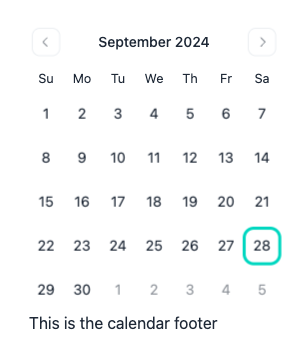 September 2024
Su Mo Tu We Th Fr Sa
1 2 3 4 5 6 7
8 9 10 11 12 13 14
15 16 17 18 19 20 21
22 23 24 25 26 27 28
29 30 1 2 3 4 5
This is the calendar footer